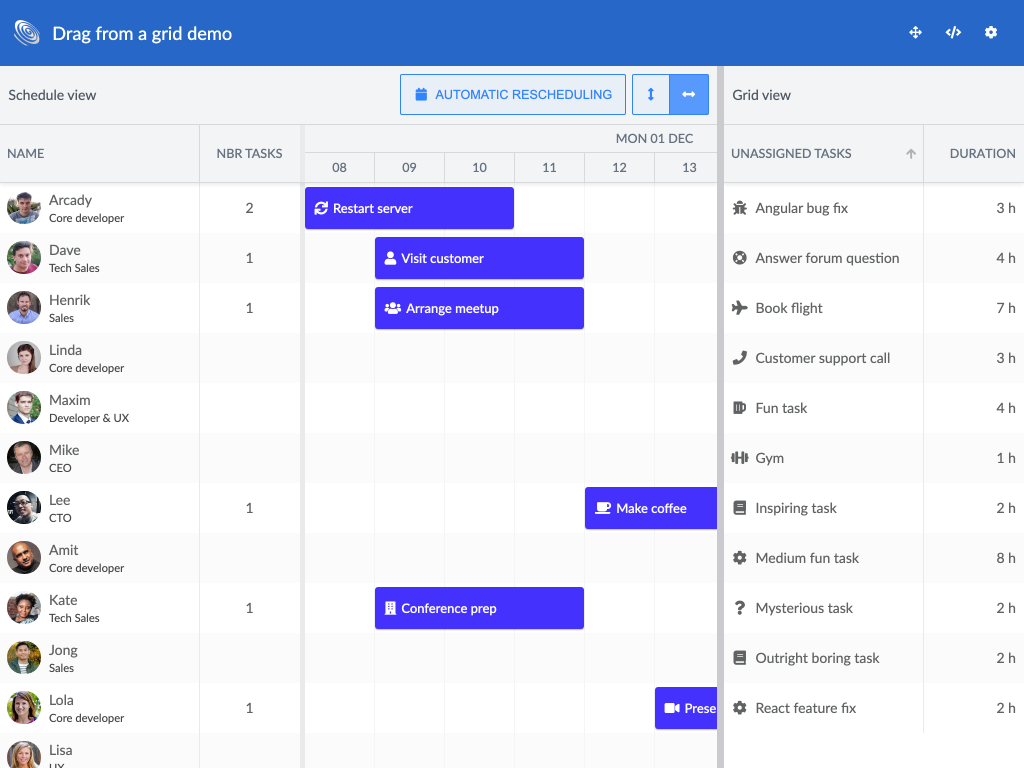 Drag from a grid demo
Schedule view
AUTOMATIC RESCHEDULING
Grid view
NAME
NBR TASKS
MON 01 DEC
08 09 10 11 12 13
UNASSIGNED TASKS
DURATION
Arcady
Core developer
2
Restart server
Dave
Tech Sales
1
Visit customer
Henrik
Sales
1
Arrange meetup
Linda
Core developer
Maxim
Developer & UX
Mike
CEO
Lee
CTO
1
Make coffee
Amit
Core developer
Kate
Tech Sales
1
Conference prep
Jong
Sales
Lola
Core developer
1
Prese
Lisa
UX
Angular bug fix 3 h
Answer forum question 4 h
Book flight 7 h
Customer support call 3 h
Fun task 4 h
Gym 1 h
Inspiring task 2 h
Medium fun task 8 h
Mysterious task 2 h
Outright boring task 2 h
React feature fix 2 h